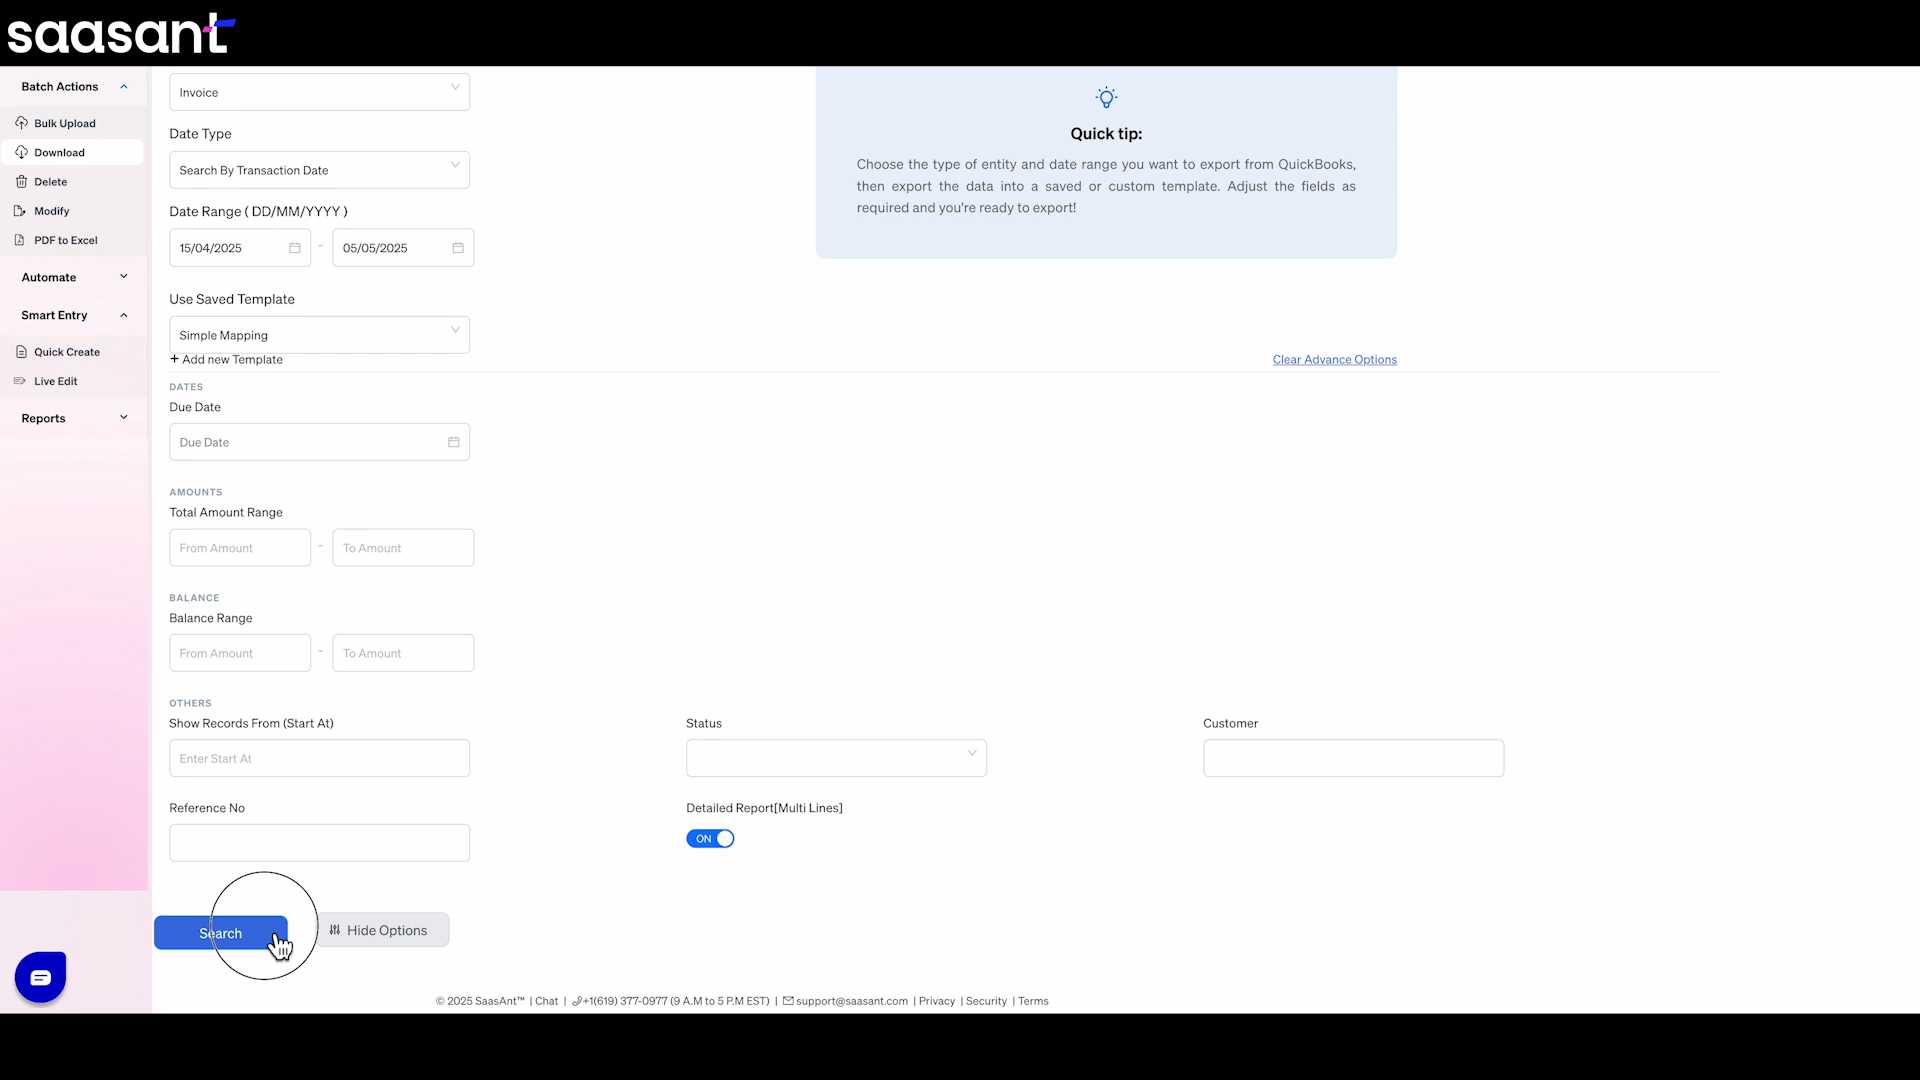 saasant
Batch Actions
Bulk Upload
Download
Delete
Modify
PDF to Excel
Automate
Smart Entry
Quick Create
Live Edit
Reports
Invoice
Date Type
Search By Transaction Date
Date Range ( DD/MM/YYYY )
15/04/2025 - 05/05/2025
Use Saved Template
Simple Mapping
+ Add new Template
Clear Advance Options
Quick tip:
Choose the type of entity and date range you want to export from QuickBooks,
then export the data into a saved or custom template. Adjust the fields as
required and you're ready to export!
DATES
Due Date
Due Date
AMOUNTS
Total Amount Range
From Amount - To Amount
BALANCE
Balance Range
From Amount - To Amount
OTHERS
Show Records From (Start At)
Enter Start At
Status
Customer
Reference No
Detailed Report[Multi Lines]
ON
Search
Hide Options
© 2025 SaasAnt™ | Chat | +1(619) 377-0977 (9 A.M to 5 P.M EST) | support@saasant.com | Privacy | Security | Terms